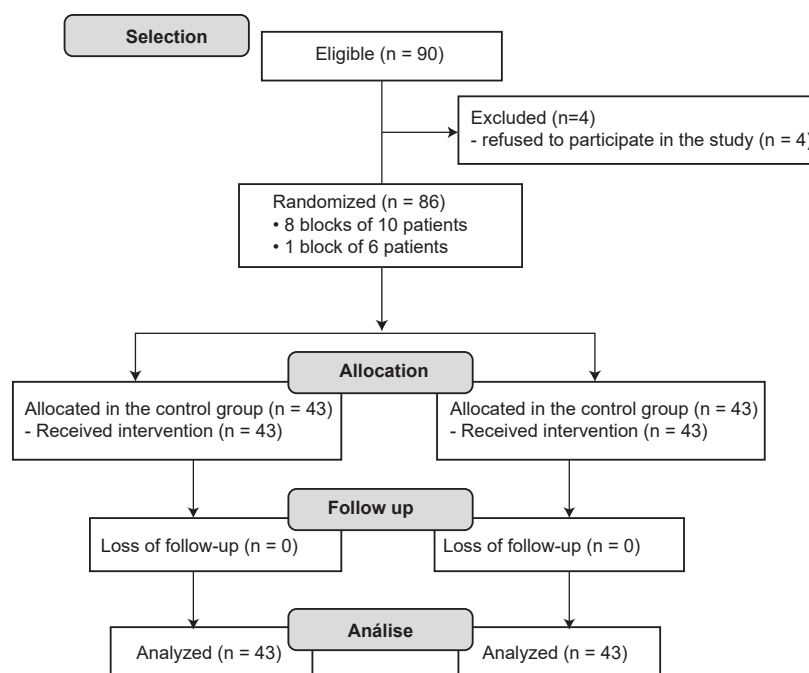 Selection
Eligible (n = 90)
Excluded (n=4)
- refused to participate in the study (n = 4)
Randomized (n = 86)
• 8 blocks of 10 patients
• 1 block of 6 patients
Allocation
Allocated in the control group (n = 43)
- Received intervention (n = 43)
Allocated in the control group (n = 43)
- Received intervention (n = 43)
Follow up
Loss of follow-up (n = 0)
Loss of follow-up (n = 0)
Análise
Analyzed (n = 43)
Analyzed (n = 43)